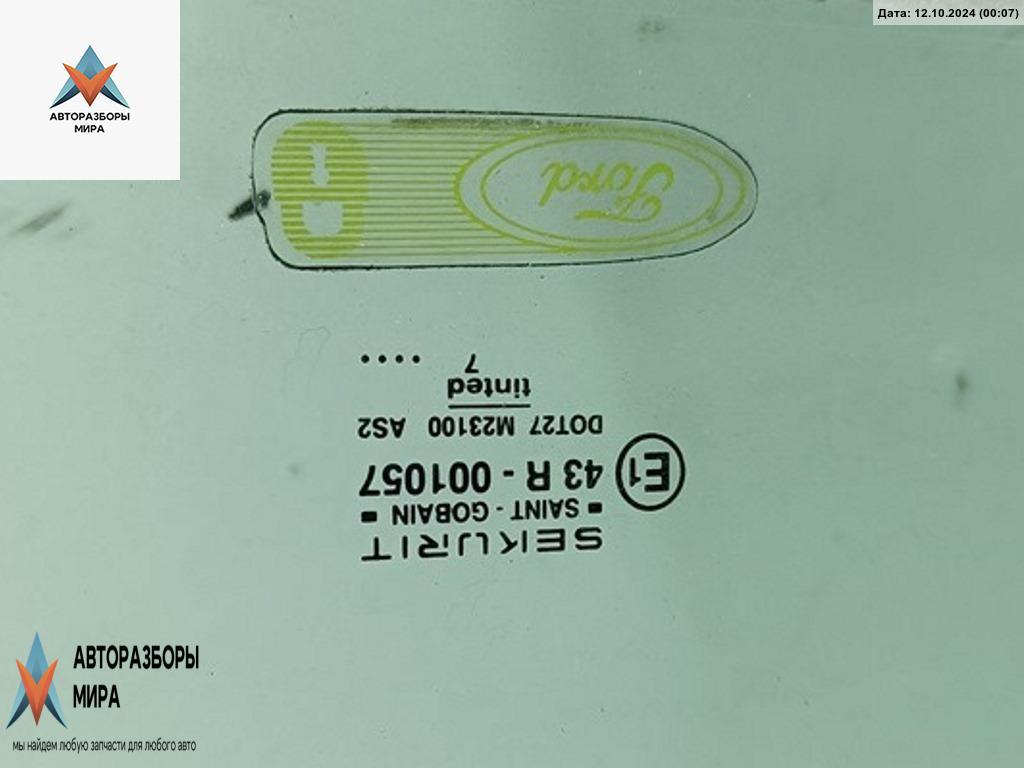 Дата: 12.10.2024 (00:07)
АВТОРАЗБОРЫ
МИРА
Ford
SEKURIT
SAINT - GOBAIN
E1 43 R - 001057
DOT27 M23100 AS2
tinted
7 ....
АВТОРАЗБОРЫ
МИРА
мы найдем любую запчасти для любого авто